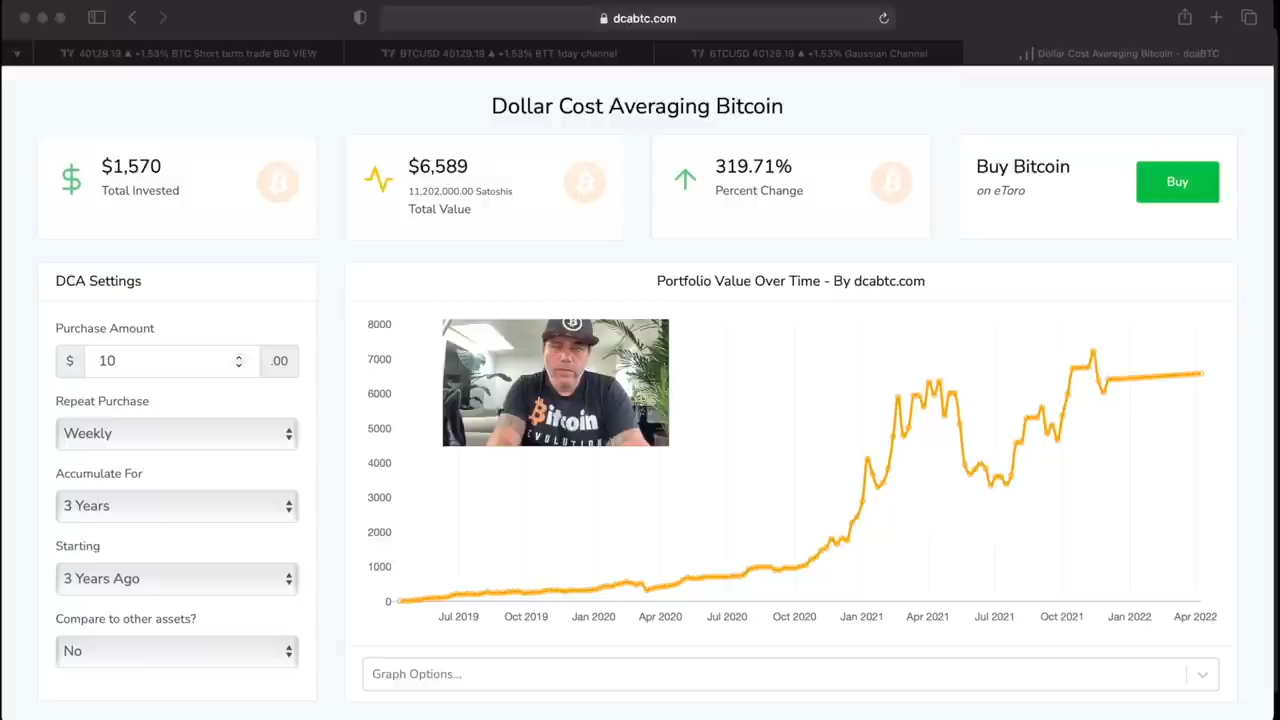 dcabtc.com
40129.19 ▲ +1.53% BTC Short term trade BIG VIEW
BTCUSD 40129.19 ▲ +1.53% BTT 1day channel
BTCUSD 40129.19 ▲ +1.53% Gaussian Channel
Dollar Cost Averaging Bitcoin - dcaBTC
Dollar Cost Averaging Bitcoin
$1,570
Total Invested
$6,589
11,202,000.00 Satoshis
Total Value
319.71%
Percent Change
Buy Bitcoin
on eToro
Buy
DCA Settings
Purchase Amount
$ 10 .00
Repeat Purchase
Weekly
Accumulate For
3 Years
Starting
3 Years Ago
Compare to other assets?
No
Portfolio Value Over Time - By dcabtc.com
8000
7000
6000
5000
4000
3000
2000
1000
0
Jul 2019 Oct 2019 Jan 2020 Apr 2020 Jul 2020 Oct 2020 Jan 2021 Apr 2021 Jul 2021 Oct 2021 Jan 2022 Apr 2022
Bitcoin
EVOLUTION
Graph Options...